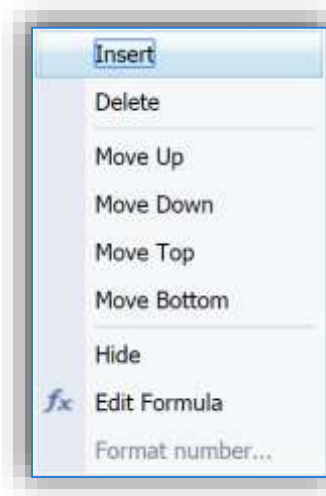 Insert
Delete
Move Up
Move Down
Move Top
Move Bottom
Hide
fx Edit Formula
Format number...